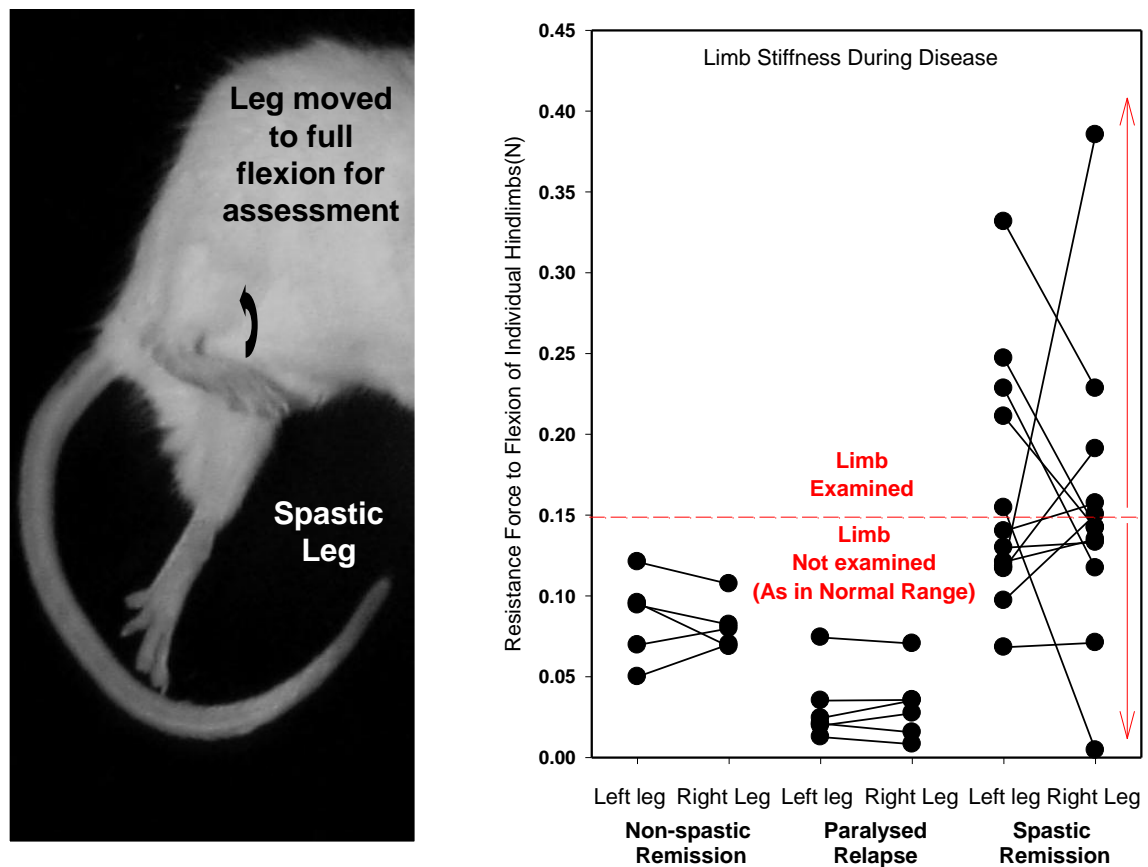 Leg moved
to full
flexion for
assessment
Spastic
Leg
Limb Stiffness During Disease
Resistance Force to Flexion of Individual Hindlimbs(N)
0.45
0.40
0.35
0.30
0.25
0.20
0.15
0.10
0.05
0.00
Limb
Examined
Limb
Not examined
(As in Normal Range)
Left leg Right Leg Left leg Right Leg Left leg Right Leg
Non-spastic
Remission
Paralysed
Relapse
Spastic
Remission